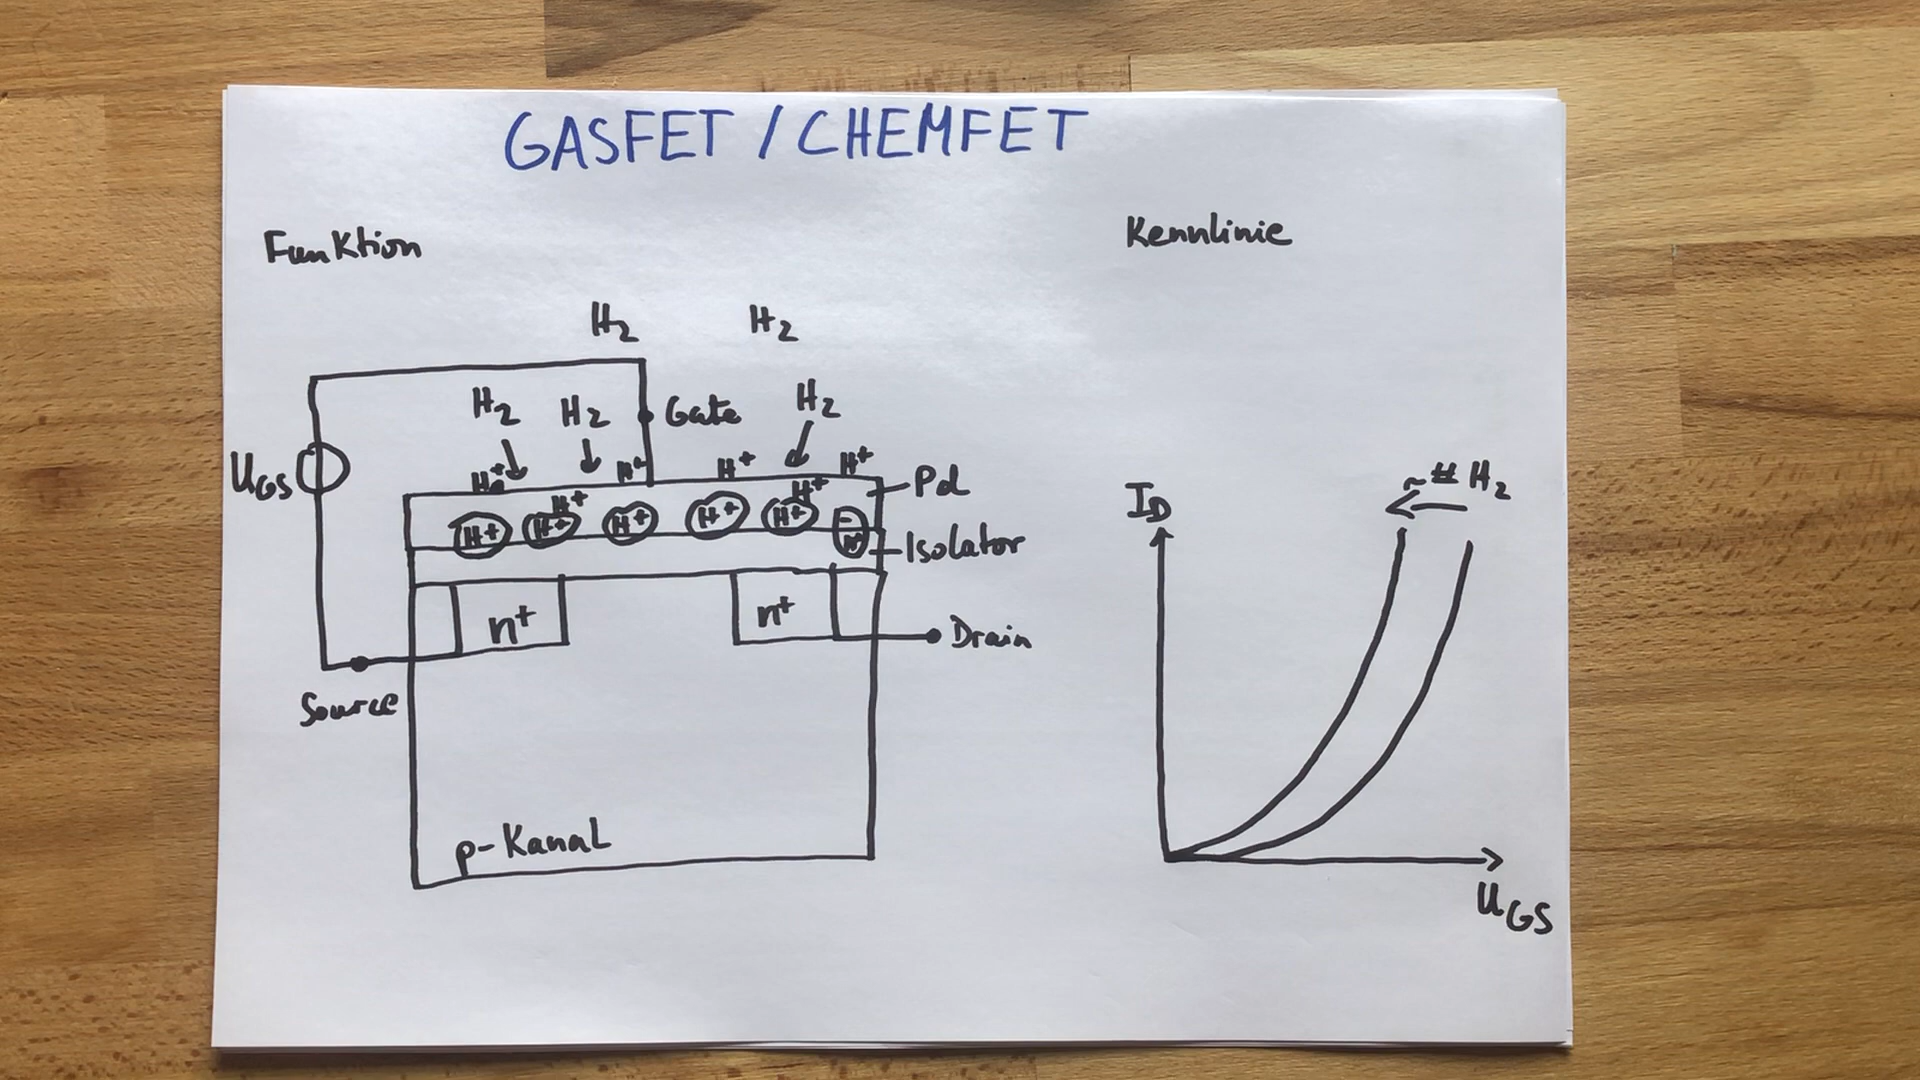 GASFET / CHEMFET
Funktion
Kennlinie
H2 H2
H2 H2 H2
Gate
UGS
H+ H+ H+ H+
H+ H+
Pd
H+ H+ H+ H+ H+
Isolator
n+ n+
Drain
Source
p-Kanal
~# H2
ID
UGS